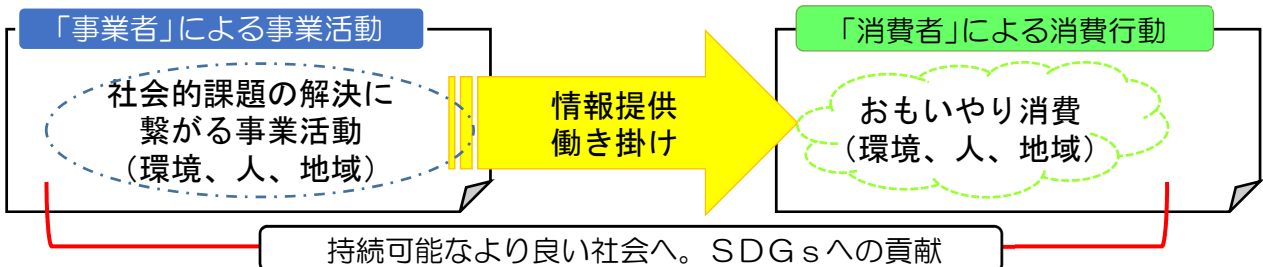 「事業者」による事業活動
社会的課題の解決に
繋がる事業活動
（環境、人、地域）
情報提供
働き掛け
「消費者」による消費行動
おもいやり消費
（環境、人、地域）
持続可能なより良い社会へ。ＳＤＧｓへの貢献